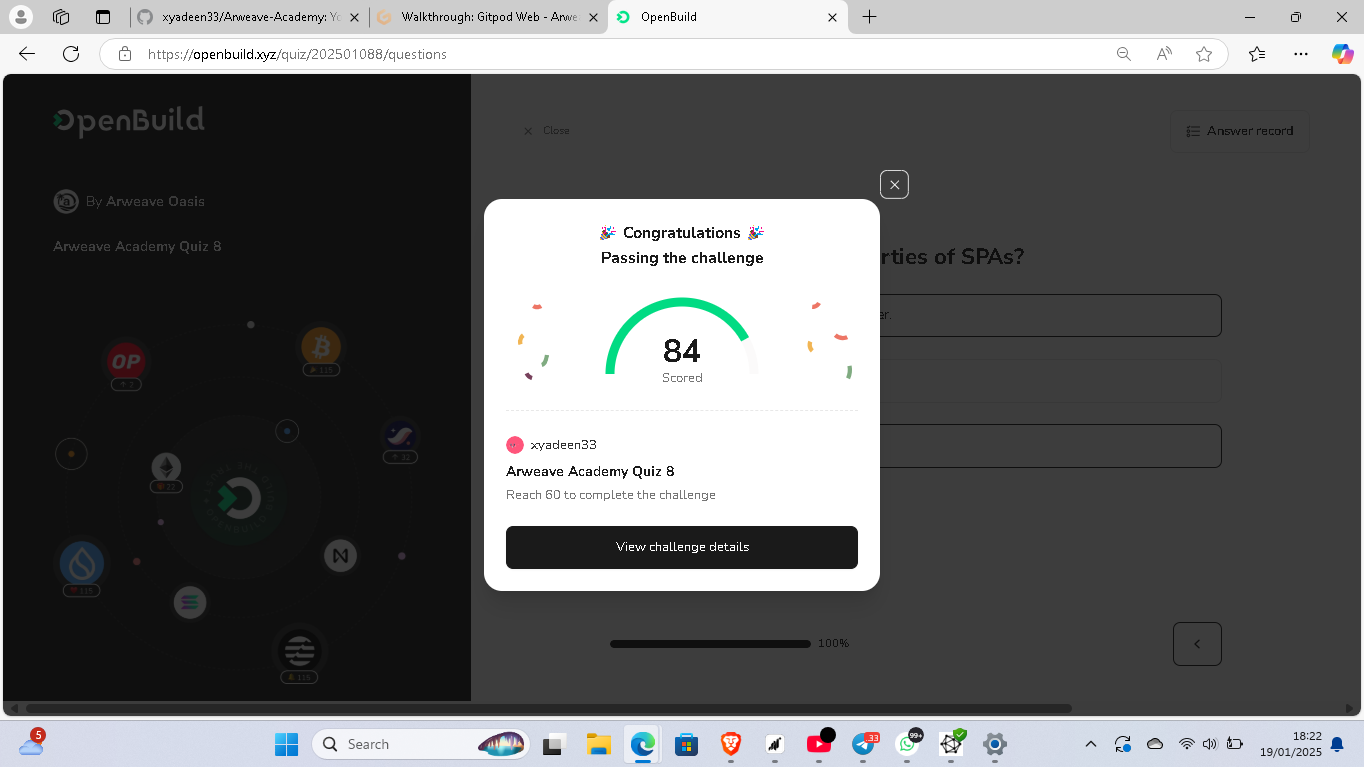 xyadeen33/Arweave-Academy: Yo
Walkthrough: Gitpod Web - Arwe
OpenBuild
https://openbuild.xyz/quiz/202501088/questions
OpenBuild
Close
Answer record
By Arweave Oasis
Arweave Academy Quiz 8
rties of SPAs?
er.
🎉 Congratulations 🎉
Passing the challenge
84
Scored
xyadeen33
Arweave Academy Quiz 8
Reach 60 to complete the challenge
View challenge details
100%
OP
2
115
32
22
119
115
5
Search
33
99+
18:22
19/01/2025